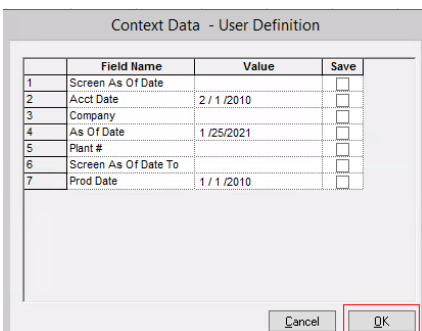 Context Data - User Definition
Field Name Value Save
1 Screen As Of Date
2 Acct Date 2 / 1 /2010
3 Company
4 As Of Date 1 /25/2021
5 Plant #
6 Screen As Of Date To
7 Prod Date 1 / 1 /2010
Cancel OK